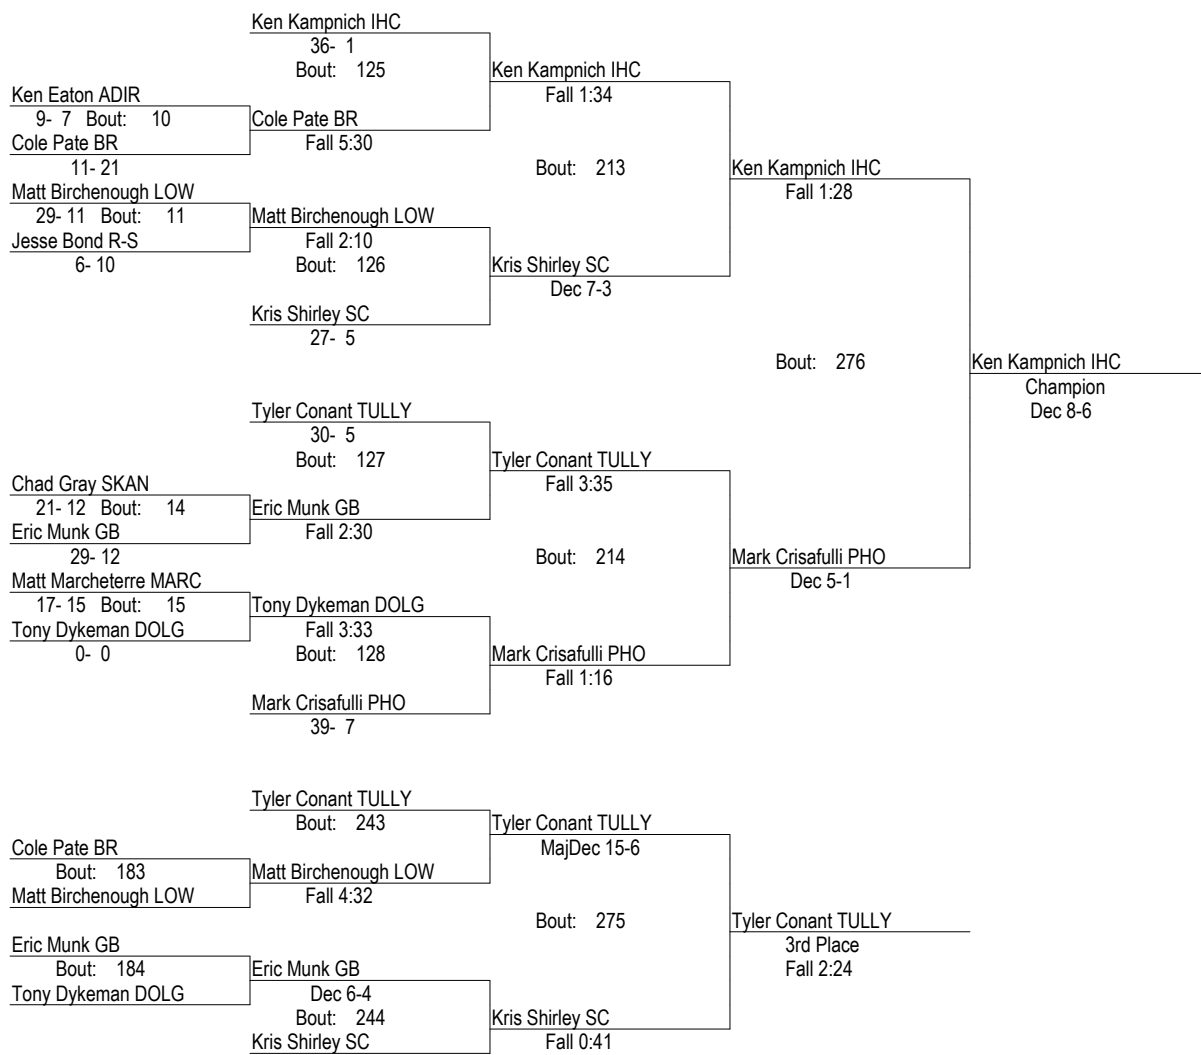 Ken Kampnich IHC
36- 1
Bout: 125
Ken Kampnich IHC
Fall 1:34
Ken Eaton ADIR
9- 7 Bout: 10
Cole Pate BR
Fall 5:30
Cole Pate BR
11- 21
Bout: 213
Ken Kampnich IHC
Fall 1:28
Matt Birchenough LOW
29- 11 Bout: 11
Matt Birchenough LOW
Fall 2:10
Jesse Bond R-S
6- 10
Bout: 126
Kris Shirley SC
Dec 7-3
Kris Shirley SC
27- 5
Bout: 276
Ken Kampnich IHC
Champion
Dec 8-6
Tyler Conant TULLY
30- 5
Bout: 127
Tyler Conant TULLY
Fall 3:35
Chad Gray SKAN
21- 12 Bout: 14
Eric Munk GB
Fall 2:30
Eric Munk GB
29- 12
Bout: 214
Mark Crisafulli PHO
Dec 5-1
Matt Marcheterre MARC
17- 15 Bout: 15
Tony Dykeman DOLG
Fall 3:33
Tony Dykeman DOLG
0- 0
Bout: 128
Mark Crisafulli PHO
Fall 1:16
Mark Crisafulli PHO
39- 7
Tyler Conant TULLY
Bout: 243
Tyler Conant TULLY
MajDec 15-6
Cole Pate BR
Bout: 183
Matt Birchenough LOW
Matt Birchenough LOW
Fall 4:32
Bout: 275
Tyler Conant TULLY
3rd Place
Fall 2:24
Eric Munk GB
Bout: 184
Tony Dykeman DOLG
Eric Munk GB
Dec 6-4
Bout: 244
Kris Shirley SC
Kris Shirley SC
Fall 0:41